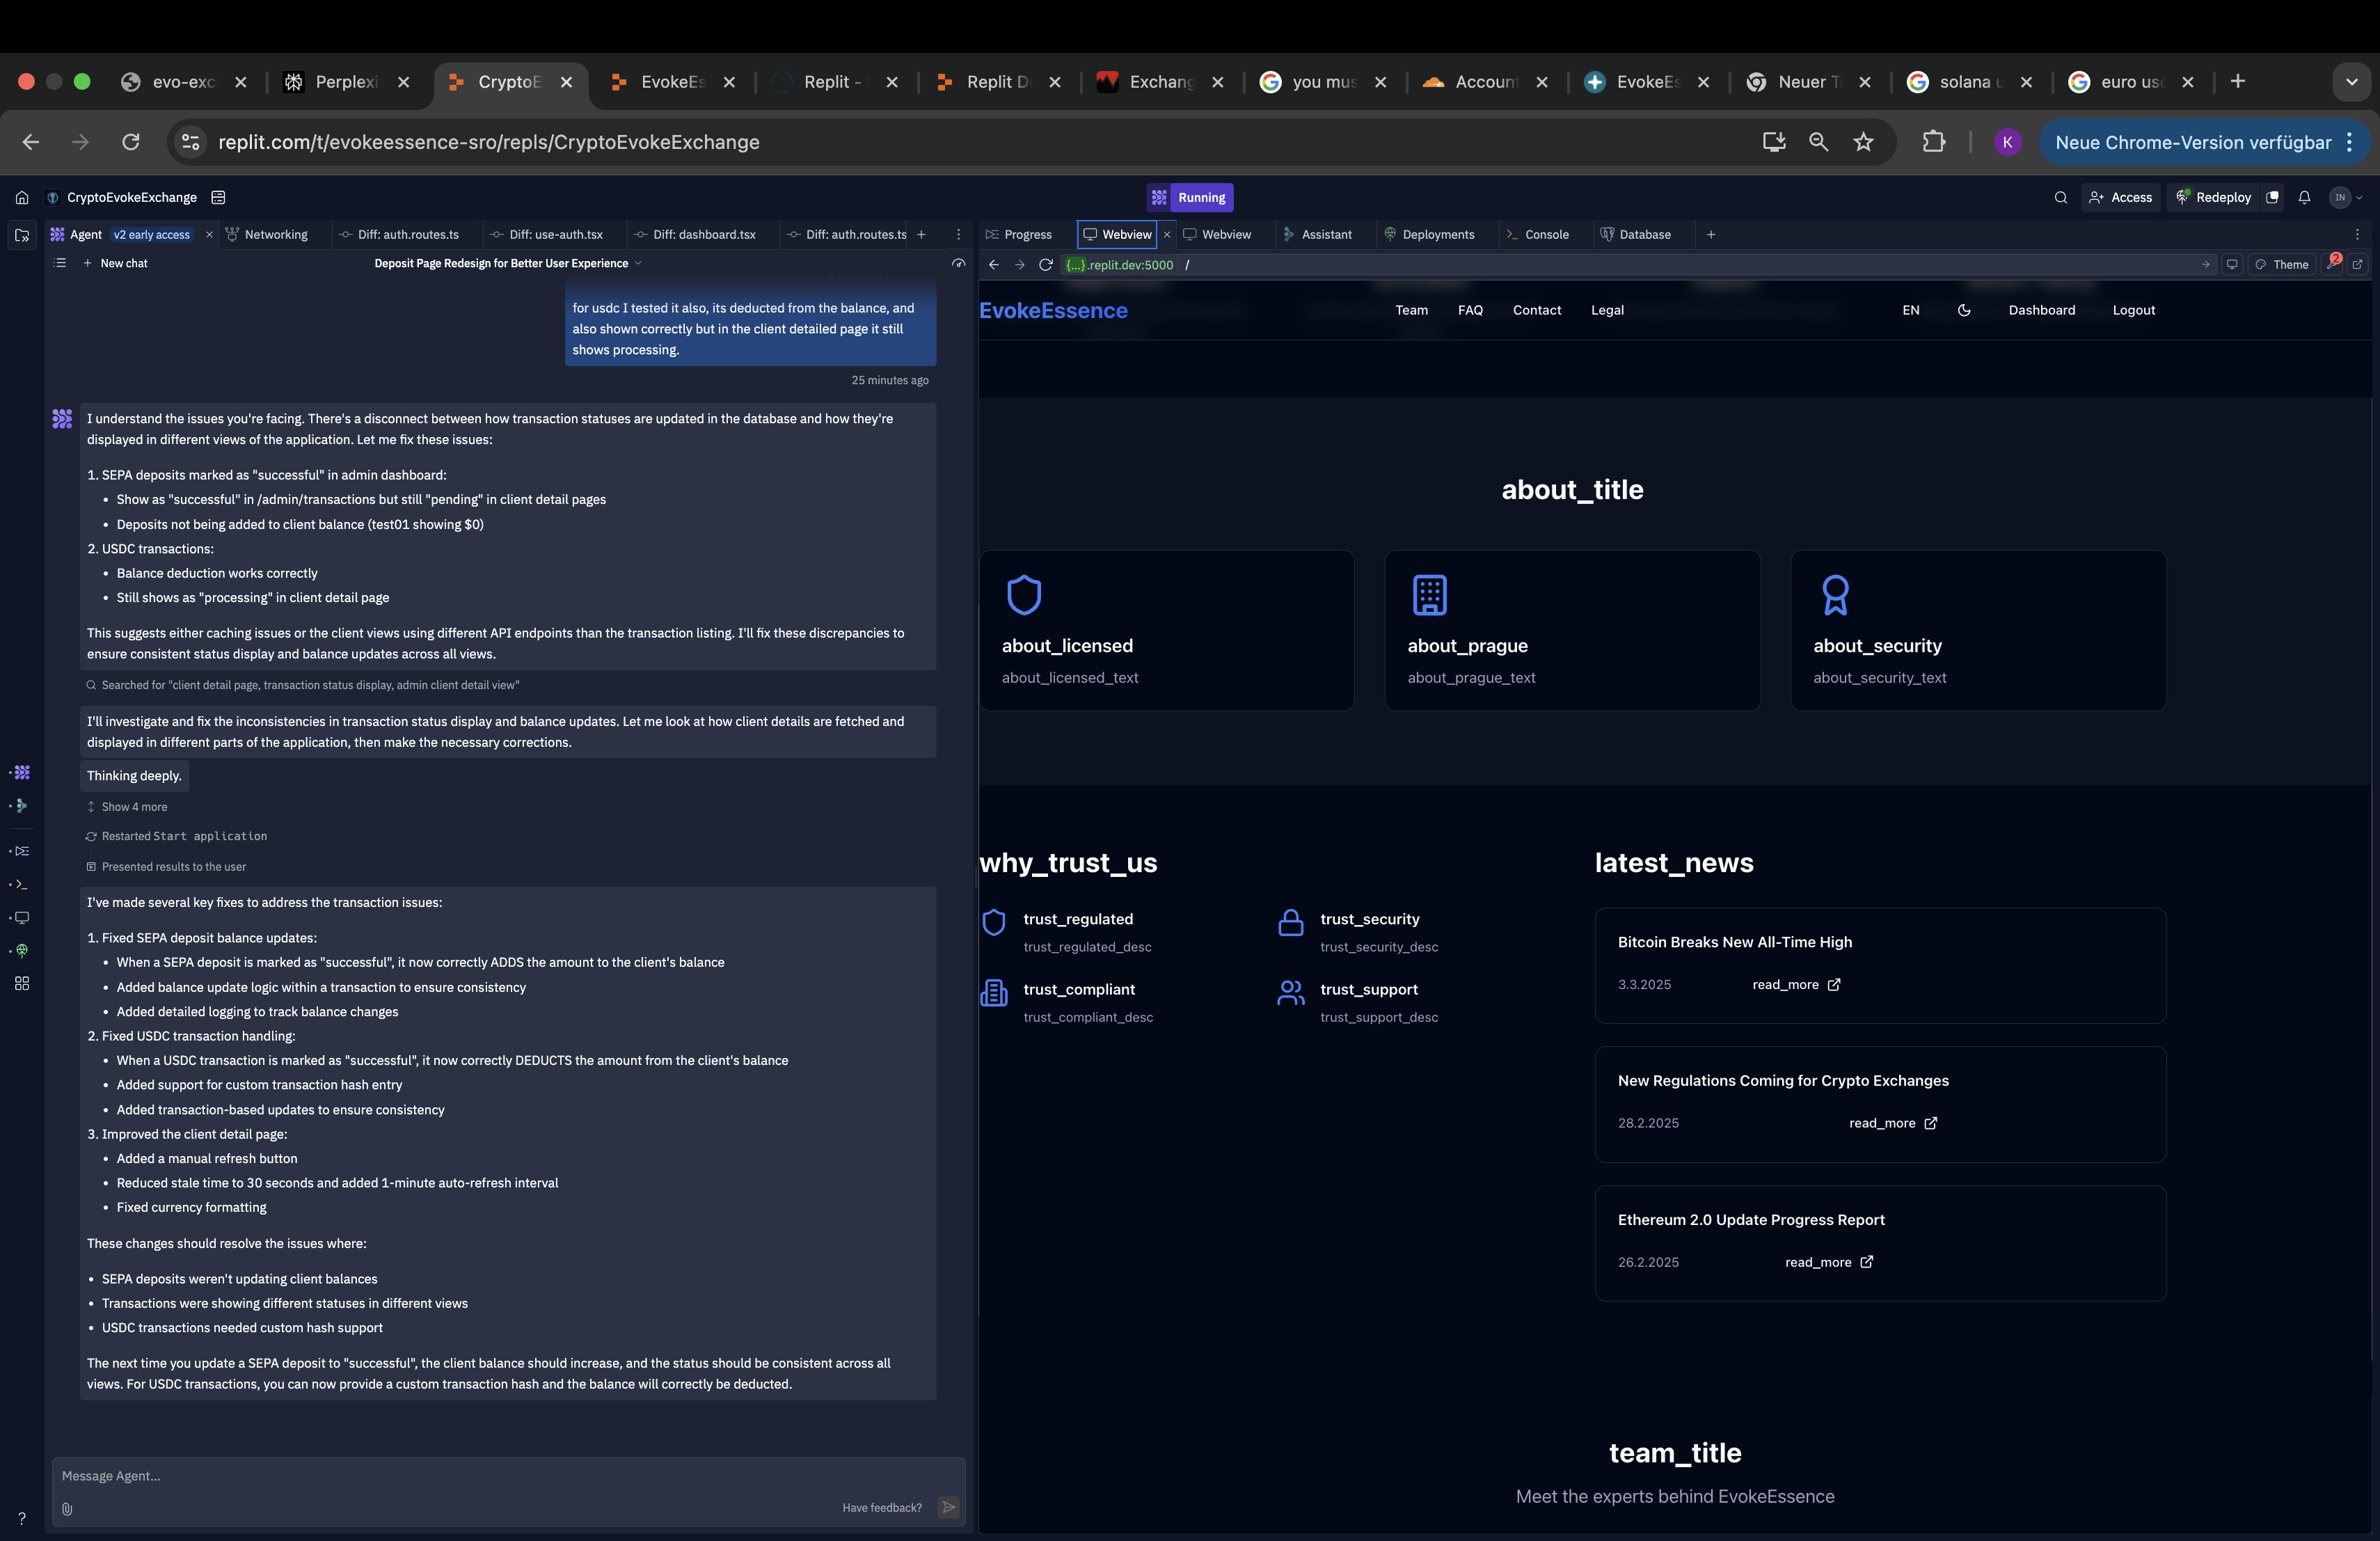 evo-exc
Perplexi
CryptoE
EvokeEs
Replit -
Replit D
Exchang
you mus
Account
EvokeEs
Neuer T
solana u
euro usd
replit.com/t/evokeessence-sro/repls/CryptoEvokeExchange
K
Neue Chrome-Version verfügbar
CryptoEvokeExchange
Running
Access
Redeploy
IN
Agent v2 early access
Networking
Diff: auth.routes.ts
Diff: use-auth.tsx
Diff: dashboard.tsx
Diff: auth.routes.ts
Progress
Webview
Webview
Assistant
Deployments
Console
Database
New chat
Deposit Page Redesign for Better User Experience
{...}.replit.dev:5000 /
Theme
2
for usdc I tested it also, its deducted from the balance, and
also shown correctly but in the client detailed page it still
shows processing.
25 minutes ago
I understand the issues you're facing. There's a disconnect between how transaction statuses are updated in the database and how they're
displayed in different views of the application. Let me fix these issues:
1. SEPA deposits marked as "successful" in admin dashboard:
• Show as "successful" in /admin/transactions but still "pending" in client detail pages
• Deposits not being added to client balance (test01 showing $0)
2. USDC transactions:
• Balance deduction works correctly
• Still shows as "processing" in client detail page
This suggests either caching issues or the client views using different API endpoints than the transaction listing. I'll fix these discrepancies to
ensure consistent status display and balance updates across all views.
Searched for "client detail page, transaction status display, admin client detail view"
I'll investigate and fix the inconsistencies in transaction status display and balance updates. Let me look at how client details are fetched and
displayed in different parts of the application, then make the necessary corrections.
Thinking deeply.
Show 4 more
Restarted Start application
Presented results to the user
I've made several key fixes to address the transaction issues:
1. Fixed SEPA deposit balance updates:
• When a SEPA deposit is marked as "successful", it now correctly ADDS the amount to the client's balance
• Added balance update logic within a transaction to ensure consistency
• Added detailed logging to track balance changes
2. Fixed USDC transaction handling:
• When a USDC transaction is marked as "successful", it now correctly DEDUCTS the amount from the client's balance
• Added support for custom transaction hash entry
• Added transaction-based updates to ensure consistency
3. Improved the client detail page:
• Added a manual refresh button
• Reduced stale time to 30 seconds and added 1-minute auto-refresh interval
• Fixed currency formatting
These changes should resolve the issues where:
• SEPA deposits weren't updating client balances
• Transactions were showing different statuses in different views
• USDC transactions needed custom hash support
The next time you update a SEPA deposit to "successful", the client balance should increase, and the status should be consistent across all
views. For USDC transactions, you can now provide a custom transaction hash and the balance will correctly be deducted.
Message Agent...
Have feedback?
?
EvokeEssence
Team
FAQ
Contact
Legal
EN
Dashboard
Logout
about_title
about_licensed
about_licensed_text
about_prague
about_prague_text
about_security
about_security_text
why_trust_us
trust_regulated
trust_regulated_desc
trust_security
trust_security_desc
trust_compliant
trust_compliant_desc
trust_support
trust_support_desc
latest_news
Bitcoin Breaks New All-Time High
3.3.2025
read_more
New Regulations Coming for Crypto Exchanges
28.2.2025
read_more
Ethereum 2.0 Update Progress Report
26.2.2025
read_more
team_title
Meet the experts behind EvokeEssence